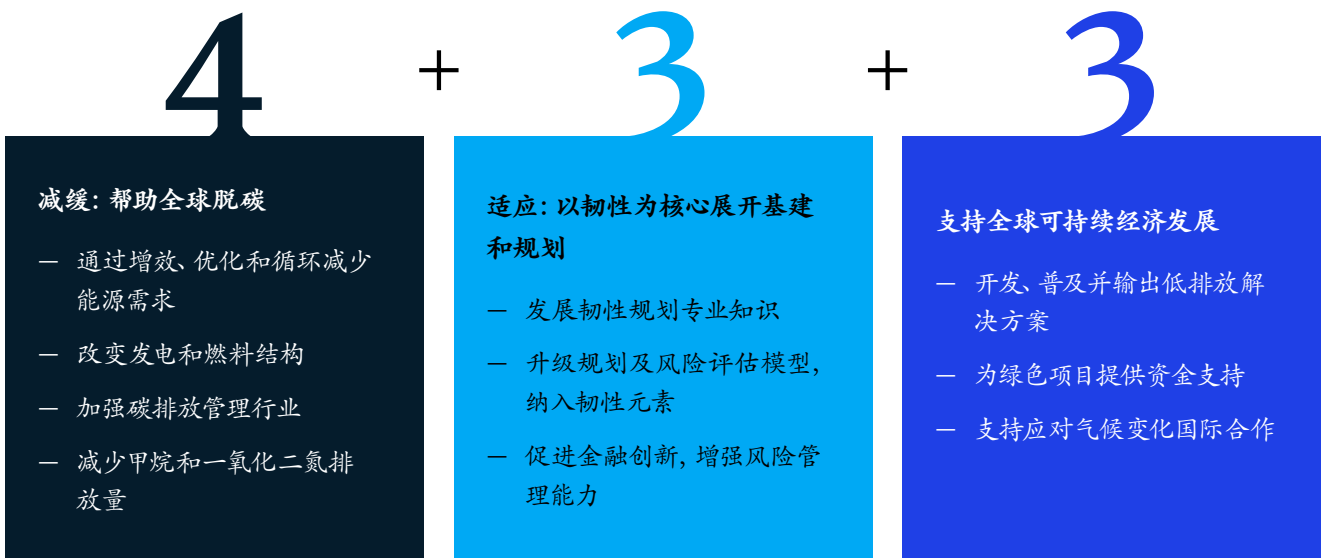 4
+
3
+
3
减缓: 帮助全球脱碳
— 通过增效、优化和循环减少
能源需求
— 改变发电和燃料结构
— 加强碳排放管理行业
— 减少甲烷和一氧化二氮排
放量
适应: 以韧性为核心展开基建
和规划
— 发展韧性规划专业知识
— 升级规划及风险评估模型,
纳入韧性元素
— 促进金融创新, 增强风险管
理能力
支持全球可持续经济发展
— 开发、普及并输出低排放解
决方案
— 为绿色项目提供资金支持
— 支持应对气候变化国际合作